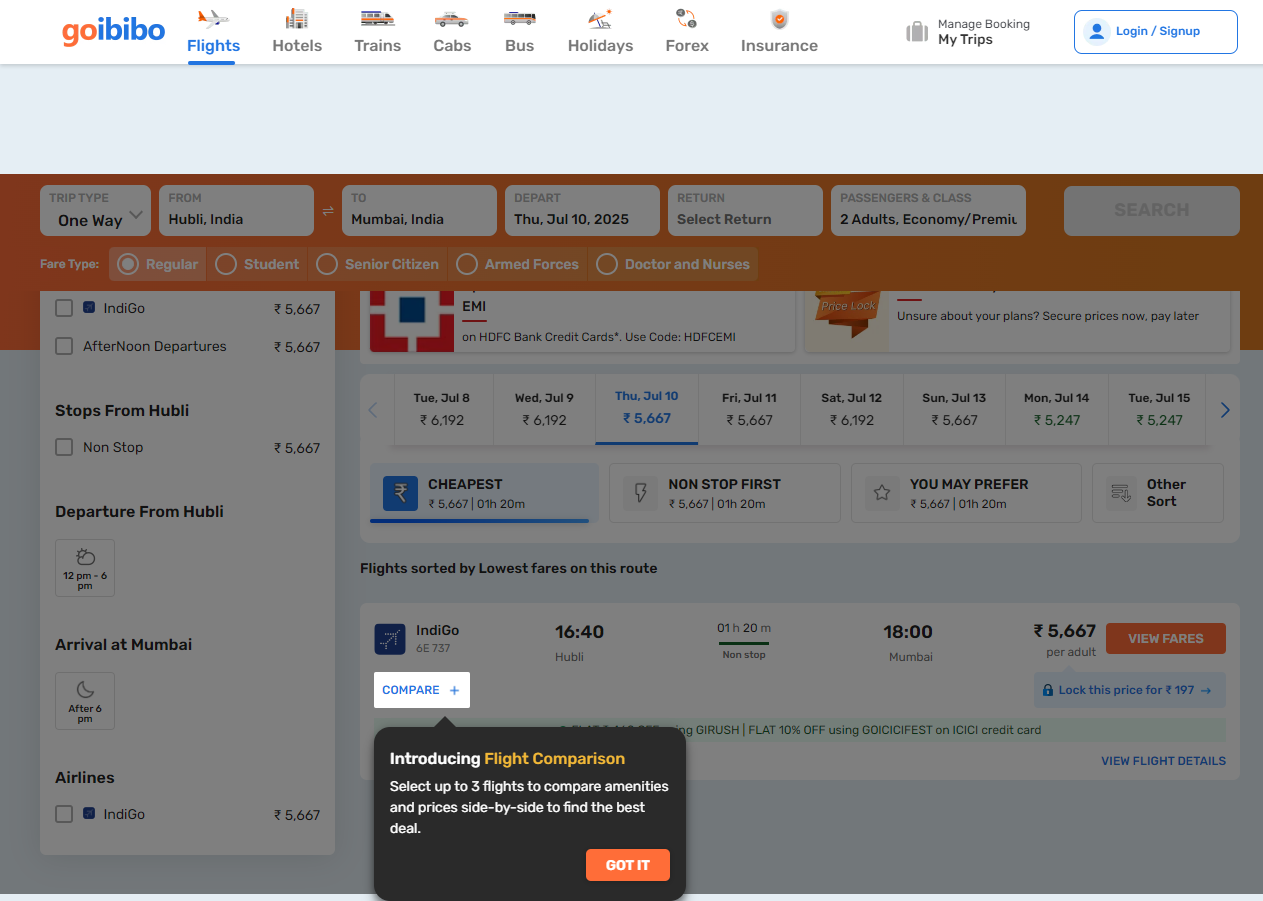 goibibo
Flights
Hotels
Trains
Cabs
Bus
Holidays
Forex
Insurance
Manage Booking
My Trips
Login / Signup
TRIP TYPE
One Way
FROM
Hubli, India
TO
Mumbai, India
DEPART
Thu, Jul 10, 2025
RETURN
Select Return
PASSENGERS & CLASS
2 Adults, Economy/Premiu
SEARCH
Fare Type:
Regular
Student
Senior Citizen
Armed Forces
Doctor and Nurses
IndiGo ₹ 5,667
AfterNoon Departures ₹ 5,667
Stops From Hubli
Non Stop ₹ 5,667
Departure From Hubli
12 pm - 6
pm
Arrival at Mumbai
After 6
pm
Airlines
IndiGo ₹ 5,667
EMI
on HDFC Bank Credit Cards*. Use Code: HDFCEMI
Price Lock
Unsure about your plans? Secure prices now, pay later
Tue, Jul 8
₹ 6,192
Wed, Jul 9
₹ 6,192
Thu, Jul 10
₹ 5,667
Fri, Jul 11
₹ 5,667
Sat, Jul 12
₹ 6,192
Sun, Jul 13
₹ 5,667
Mon, Jul 14
₹ 5,247
Tue, Jul 15
₹ 5,247
CHEAPEST
₹ 5,667 | 01h 20m
NON STOP FIRST
₹ 5,667 | 01h 20m
YOU MAY PREFER
₹ 5,667 | 01h 20m
Other
Sort
Flights sorted by Lowest fares on this route
IndiGo
6E 737
16:40
Hubli
01 h 20 m
Non stop
18:00
Mumbai
₹ 5,667
per adult
VIEW FARES
COMPARE +
Lock this price for ₹ 197 →
using GIRUSH | FLAT 10% OFF using GOICICIFEST on ICICI credit card
VIEW FLIGHT DETAILS
Introducing Flight Comparison
Select up to 3 flights to compare amenities
and prices side-by-side to find the best
deal.
GOT IT